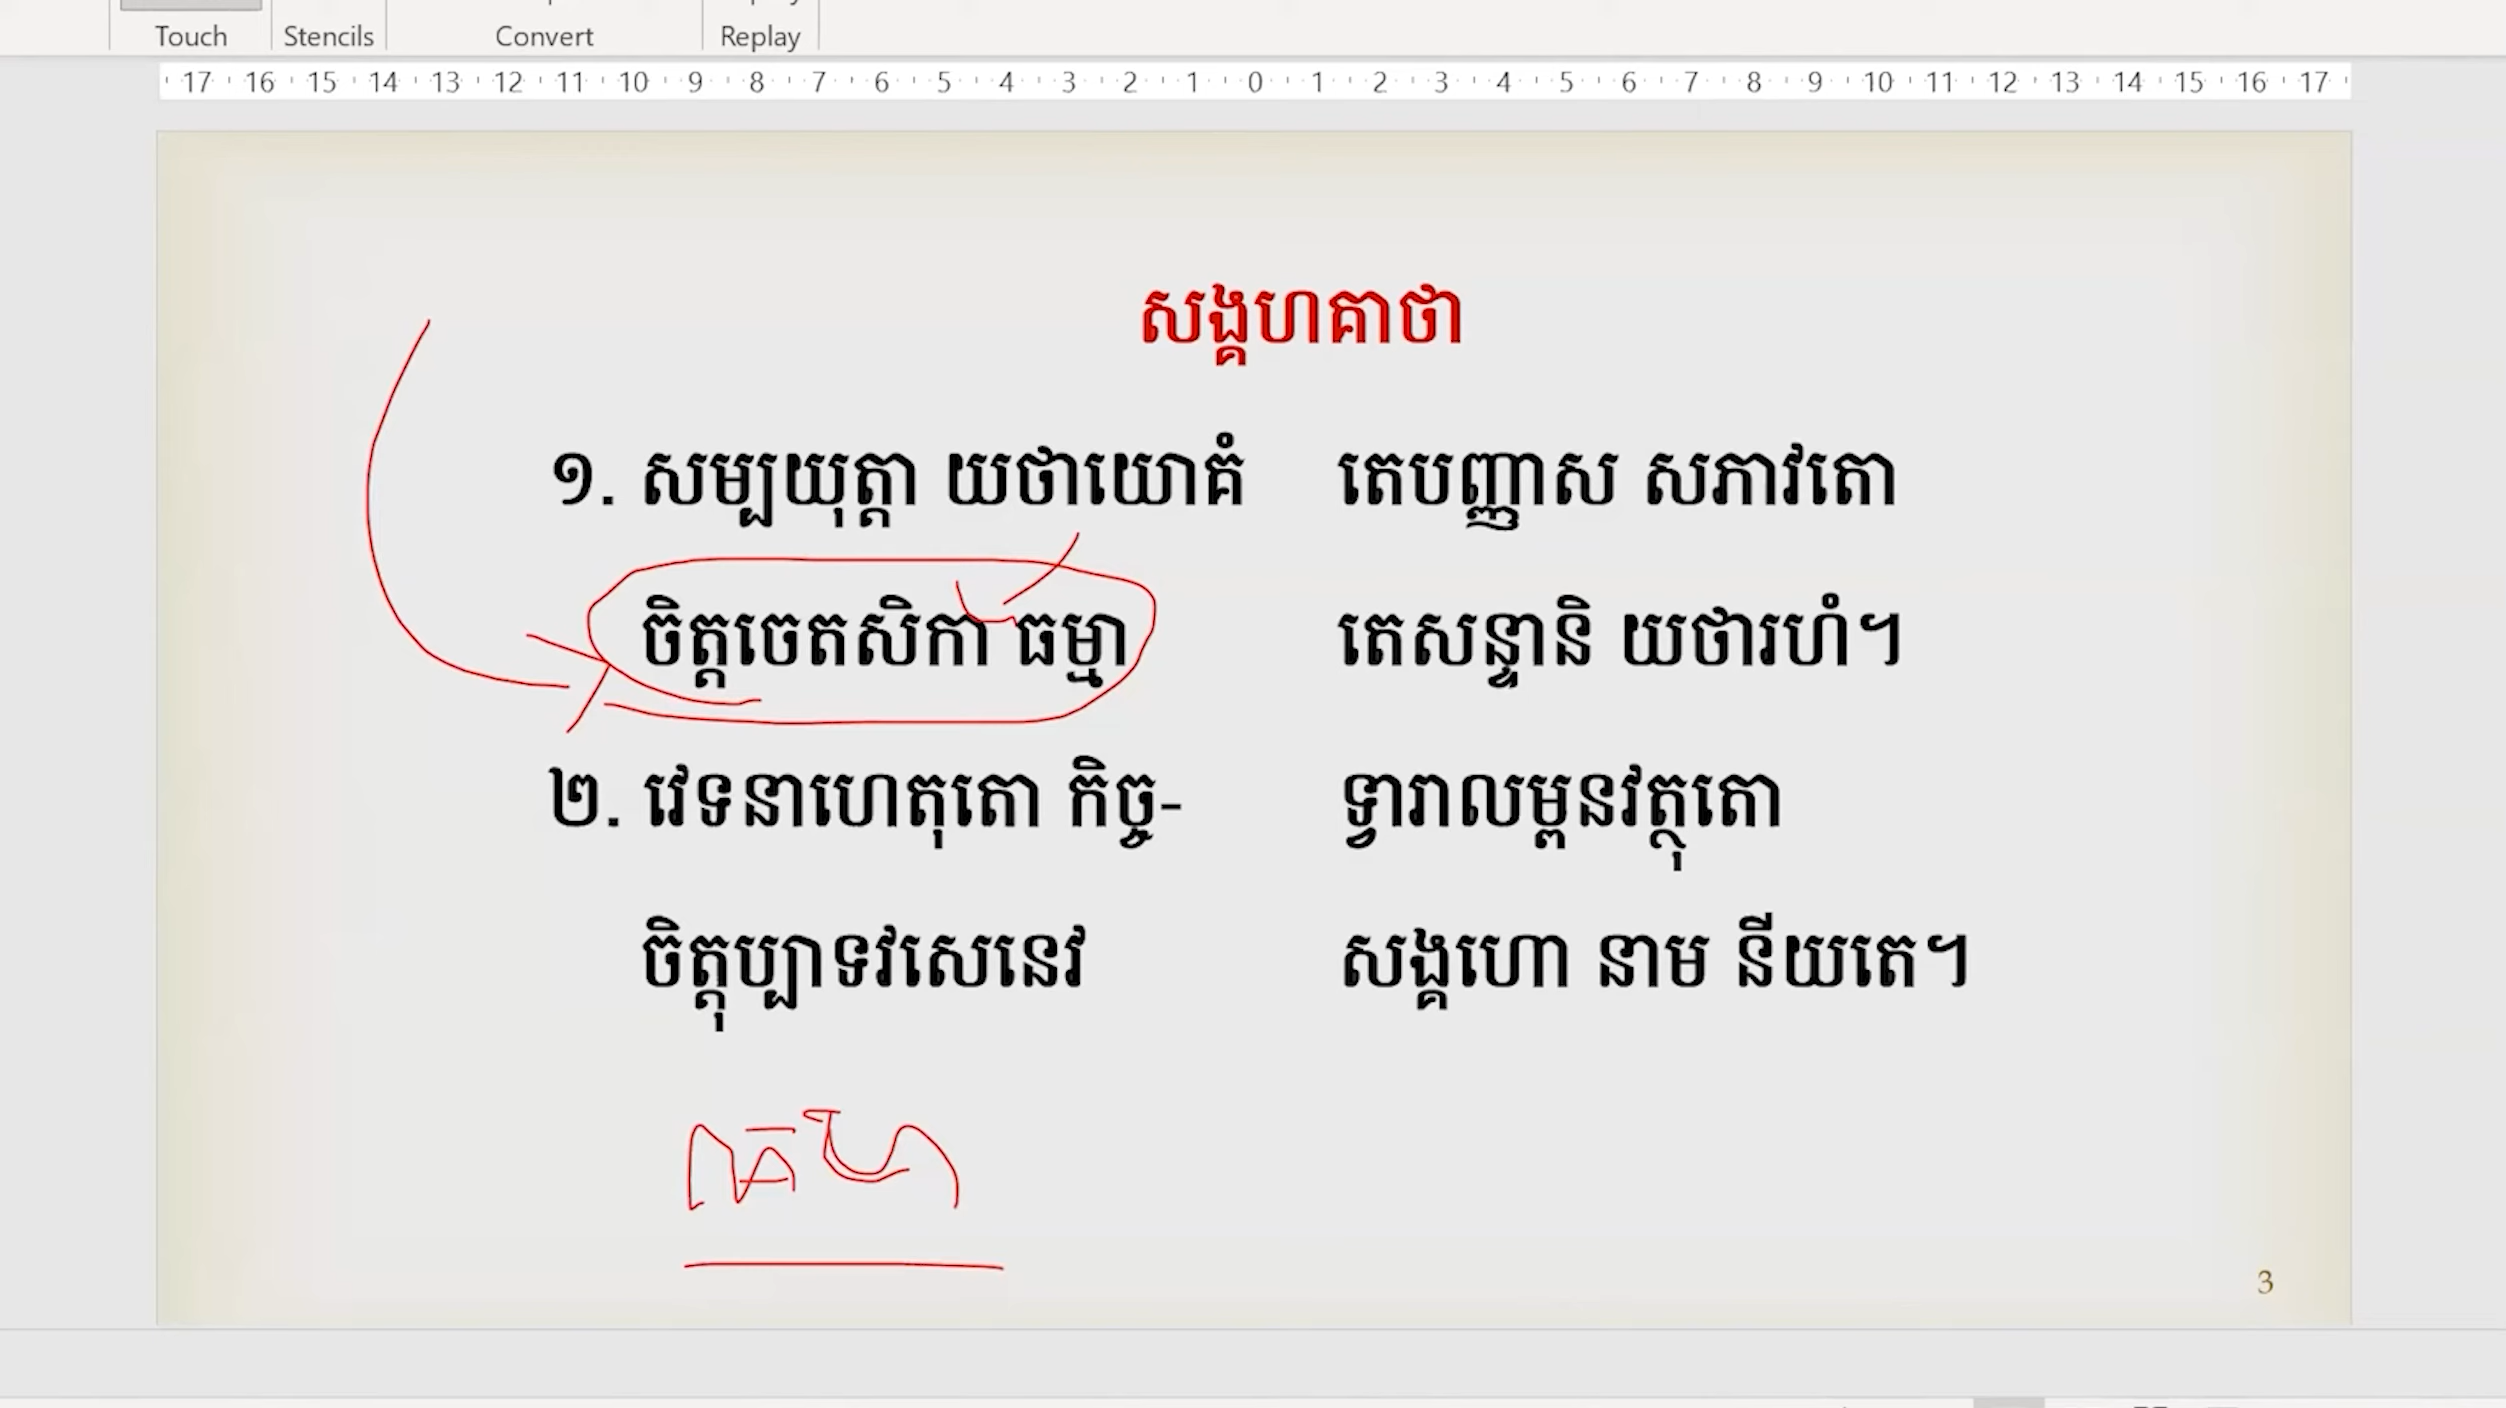 Touch Stencils Convert Replay
17 16 15 14 13 12 11 10 9 8 7 6 5 4 3 2 1 0 1 2 3 4 5 6 7 8 9 10 11 12 13 14 15 16 17
សង្គហគាថា
១. សម្បយុត្តា យថាយោគំ តេបញ្ញាស សភាវតោ
ចិត្តចេតសិកា ធម្មា តេសន្ទានិ យថារហំ។
២. វេទនាហេតុតោ កិច្ច- ទ្វារាលម្ពនវត្ថុតោ
ចិត្តុប្បាទវសេនេវ សង្គហោ នាម នីយតេ។
3